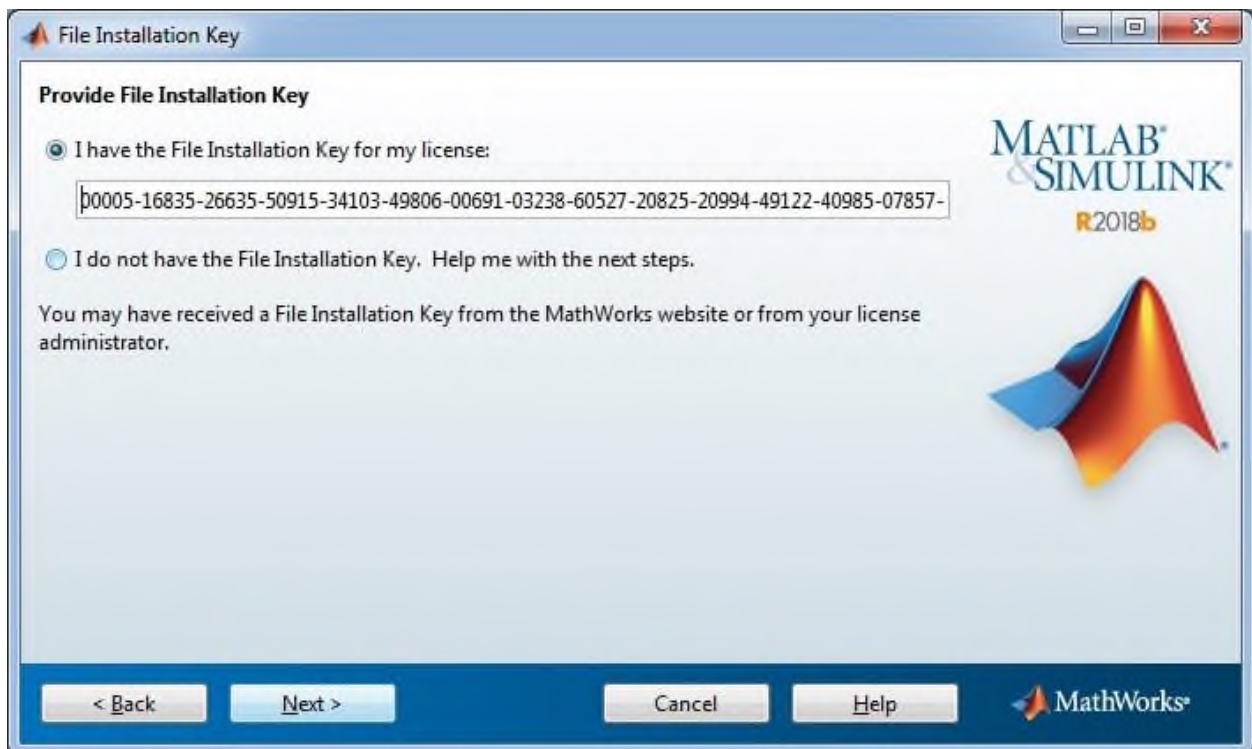 File Installation Key
Provide File Installation Key
I have the File Installation Key for my license:
00005-16835-26635-50915-34103-49806-00691-03238-60527-20825-20994-49122-40985-07857-
I do not have the File Installation Key. Help me with the next steps.
You may have received a File Installation Key from the MathWorks website or from your license
administrator.
MATLAB®
&SIMULINK®
R2018b
< Back
Next >
Cancel
Help
MathWorks®